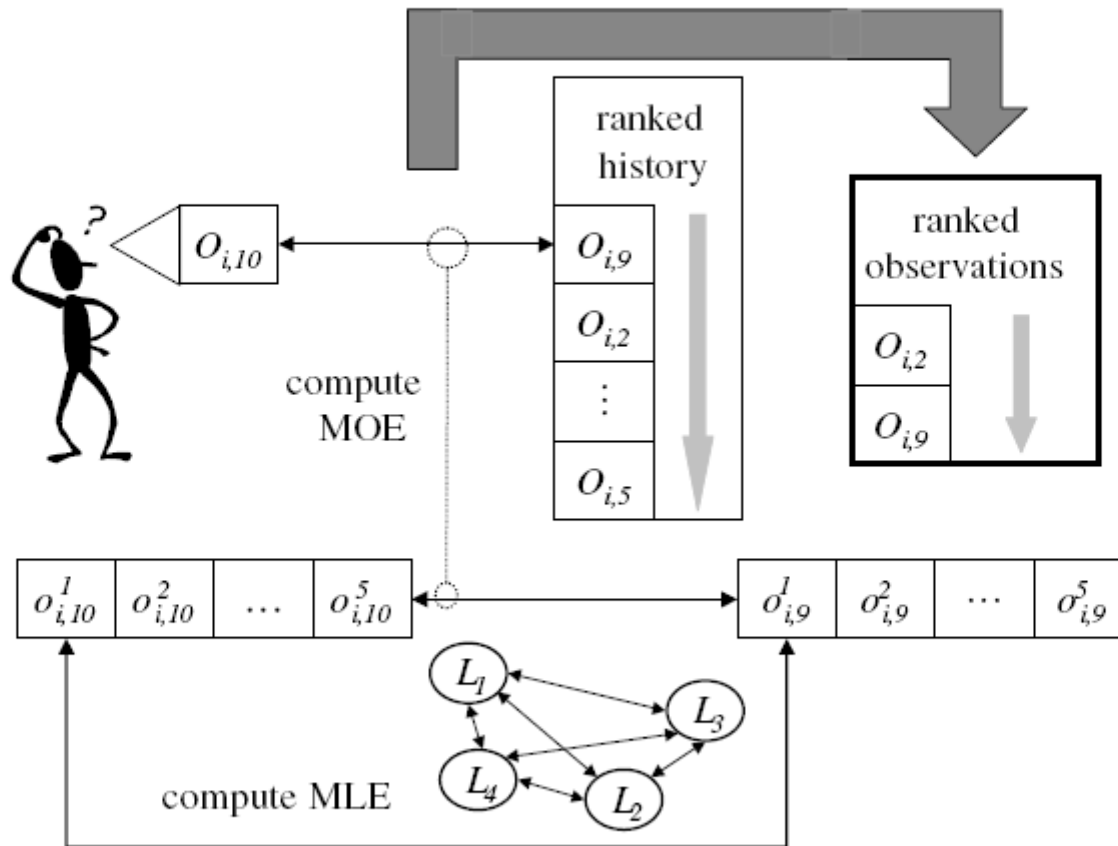 ranked
history
?
O_{i,10}
O_{i,9}
O_{i,2}
⋮
O_{i,5}
ranked
observations
O_{i,2}
O_{i,9}
compute
MOE
o^1_{i,10} o^2_{i,10} … o^5_{i,10}
o^1_{i,9} o^2_{i,9} … o^5_{i,9}
L_1
L_3
L_4
L_2
compute MLE